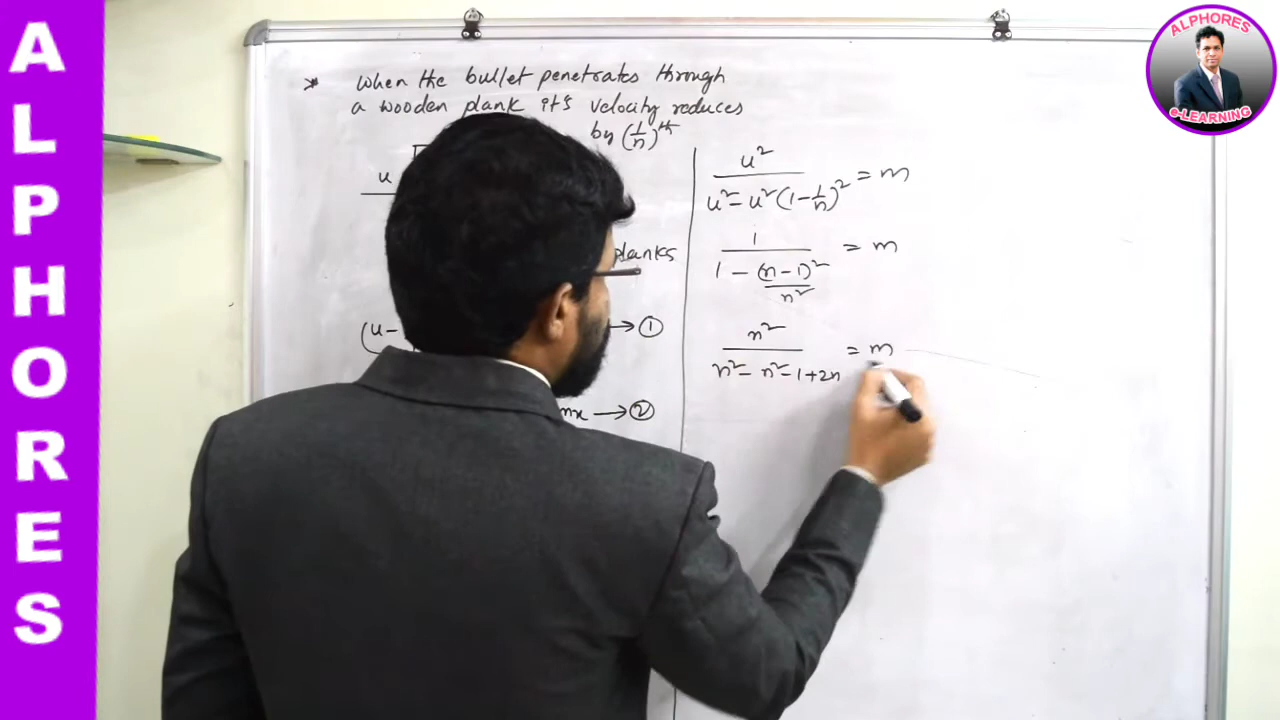 ALPHORES
ALPHORES
e-LEARNING
* When the bullet penetrates through
a wooden plank it's velocity reduces
by (1/n)th
u
planks
(u-
→ ①
mx → ②
u² / u² - u²(1 - 1/n)² = m
1 / 1 - (n-1)²/n² = m
n² / n² - n² - 1 + 2n = m